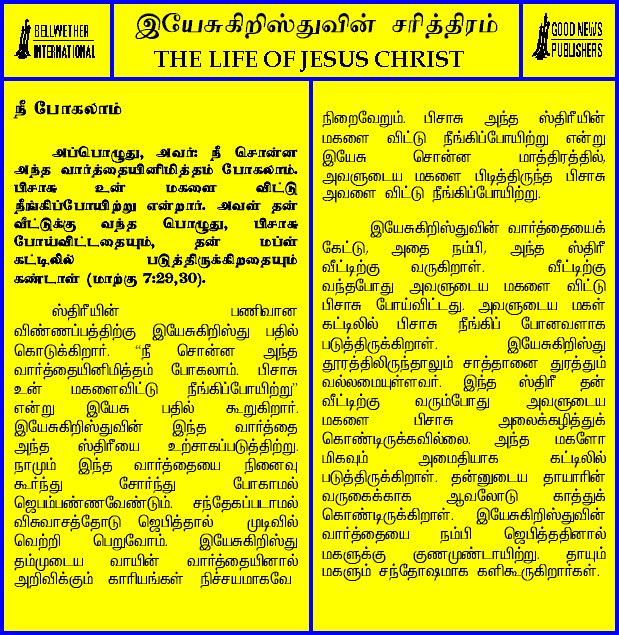 BELLWETHER
INTERNATIONAL
இயேசுகிறிஸ்துவின் சரித்திரம்
THE LIFE OF JESUS CHRIST
GOOD NEWS
PUBLISHERS
நீ போகலாம்
அப்பொழுது, அவர்: நீ சொன்ன
அந்த வார்த்தையினிமித்தம் போகலாம்.
பிசாசு உன் மகளை விட்டு
நீங்கிப்போயிற்று என்றார். அவள் தன்
வீட்டுக்கு வந்த பொழுது, பிசாசு
போய்விட்டதையும், தன் மகள்
கட்டிலில் படுத்திருக்கிறதையும்
கண்டாள் (மாற்கு 7:29,30).
ஸ்திரீயின் பணிவான
விண்ணப்பத்திற்கு இயேசுகிறிஸ்து பதில்
கொடுக்கிறார். “நீ சொன்ன அந்த
வார்த்தையினிமித்தம் போகலாம். பிசாசு
உன் மகளைவிட்டு நீங்கிப்போயிற்று”
என்று இயேசு பதில் கூறுகிறார்.
இயேசுகிறிஸ்துவின் இந்த வார்த்தை
அந்த ஸ்திரீயை உற்சாகப்படுத்திற்று.
நாமும் இந்த வார்த்தையை நினைவு
கூர்ந்து சோர்ந்து போகாமல்
ஜெபம்பண்ணவேண்டும். சந்தேகப்படாமல்
விசுவாசத்தோடு ஜெபித்தால் முடிவில்
வெற்றி பெறுவோம். இயேசுகிறிஸ்து
தம்முடைய வாயின் வார்த்தையினால்
அறிவிக்கும் காரியங்கள் நிச்சயமாகவே
நிறைவேறும். பிசாசு அந்த ஸ்திரீயின்
மகளை விட்டு நீங்கிப்போயிற்று என்று
இயேசு சொன்ன மாத்திரத்தில்,
அவளுடைய மகளை பிடித்திருந்த பிசாசு
அவளை விட்டு நீங்கிப்போயிற்று.
இயேசுகிறிஸ்துவின் வார்த்தையைக்
கேட்டு, அதை நம்பி, அந்த ஸ்திரீ
வீட்டிற்கு வருகிறாள். வீட்டிற்கு
வந்தபோது அவளுடைய மகளை விட்டு
பிசாசு போய்விட்டது. அவளுடைய மகள்
கட்டிலில் பிசாசு நீங்கிப் போனவளாக
படுத்திருக்கிறாள். இயேசுகிறிஸ்து
தூரத்திலிருந்தாலும் சாத்தானை துரத்தும்
வல்லமையுள்ளவர். இந்த ஸ்திரீ தன்
வீட்டிற்கு வரும்போது அவளுடைய
மகளை பிசாசு அலைக்கழித்துக்
கொண்டிருக்கவில்லை. அந்த மகளோ
மிகவும் அமைதியாக கட்டிலில்
படுத்திருக்கிறாள். தன்னுடைய தாயாரின்
வருகைக்காக ஆவலோடு காத்துக்
கொண்டிருக்கிறாள். இயேசுகிறிஸ்துவின்
வார்த்தையை நம்பி ஜெபித்ததினால்
மகளுக்கு குணமுண்டாயிற்று. தாயும்
மகளும் சந்தோஷமாக களிகூருகிறார்கள்.